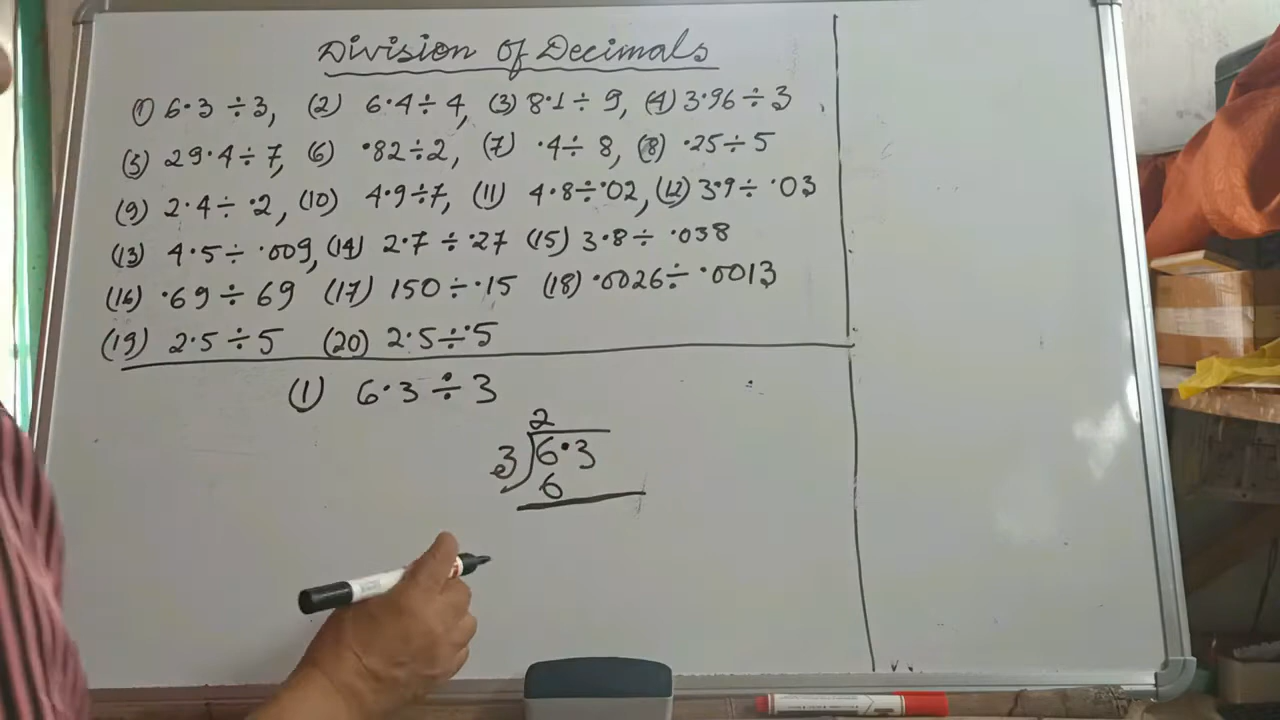 Division of Decimals
(1) 6·3 ÷ 3, (2) 6·4 ÷ 4, (3) 8·1 ÷ 9, (4) 3·96 ÷ 3
(5) 29·4 ÷ 7, (6) ·82 ÷ 2, (7) ·4 ÷ 8, (8) ·25 ÷ 5
(9) 2·4 ÷ ·2, (10) 4·9 ÷ 7, (11) 4·8 ÷ ·02, (12) 3·9 ÷ ·03
(13) 4·5 ÷ ·009, (14) 2·7 ÷ ·27 (15) 3·8 ÷ ·038
(16) ·69 ÷ 69 (17) 150 ÷ ·15 (18) ·0026 ÷ ·0013
(19) 2·5 ÷ 5 (20) 2·5 ÷ ·5
(1) 6·3 ÷ 3
2
3 ) 6·3
6